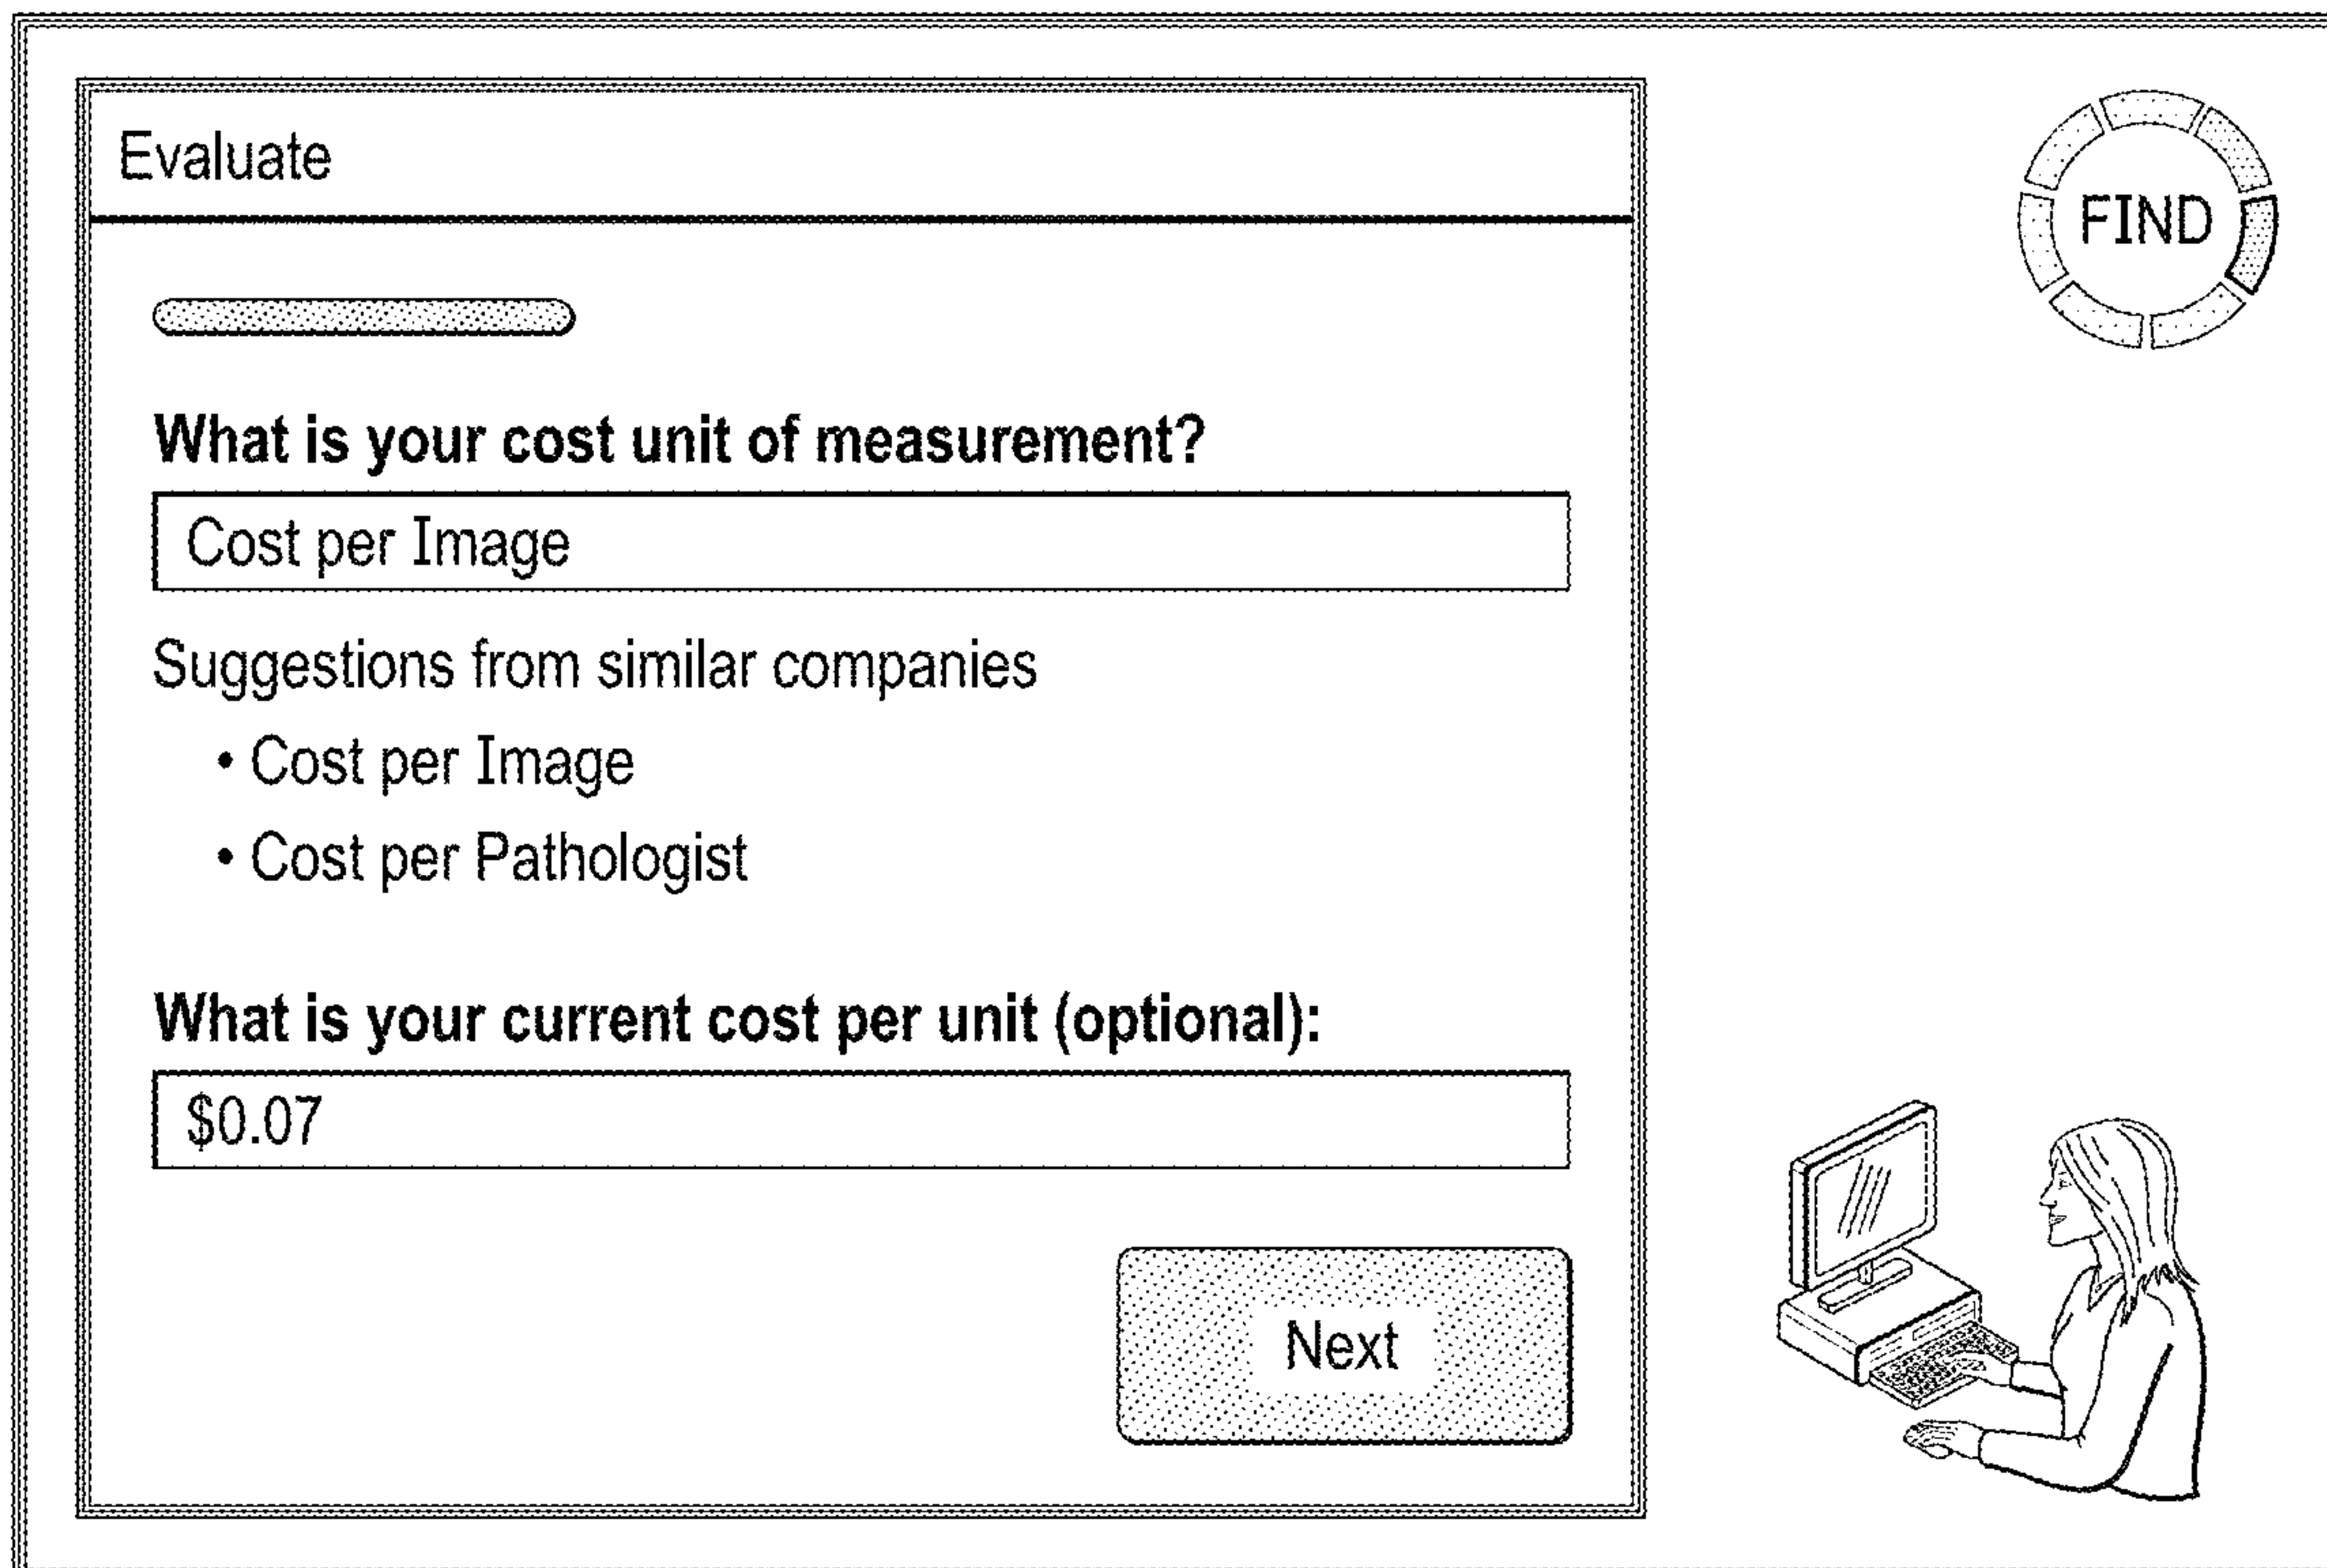 Evaluate
FIND
What is your cost unit of measurement?
Cost per Image
Suggestions from similar companies
• Cost per Image
• Cost per Pathologist
What is your current cost per unit (optional):
$0.07
Next